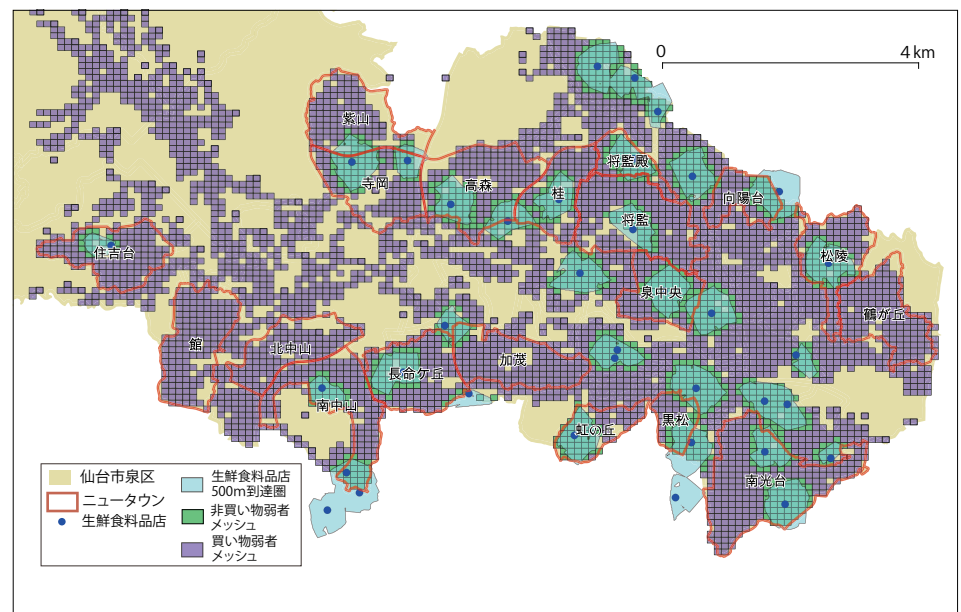 0
4 km
紫山
将監殿
寺岡
高森
桂
向陽台
将監
住吉台
松陵
泉中央
鶴が丘
館
北中山
加茂
長命ケ丘
南中山
黒松
虹の丘
南光台
仙台市泉区
ニュータウン
生鮮食料品店
生鮮食料品店
500m到達圏
非買い物弱者
メッシュ
買い物弱者
メッシュ